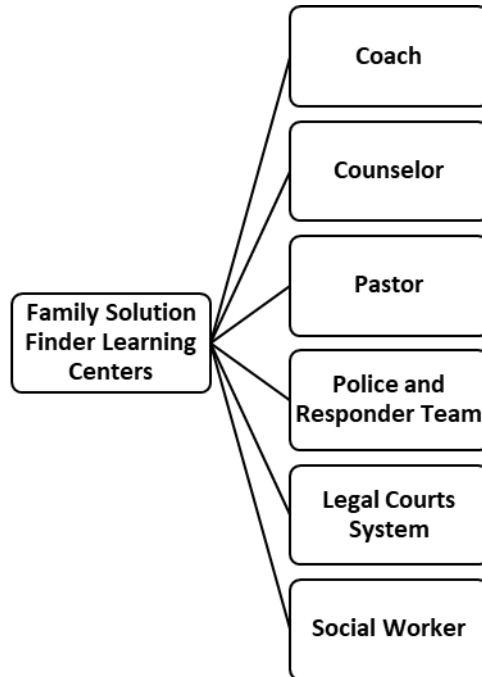 Coach
Counselor
Pastor
Family Solution
Finder Learning
Centers
Police and
Responder Team
Legal Courts
System
Social Worker